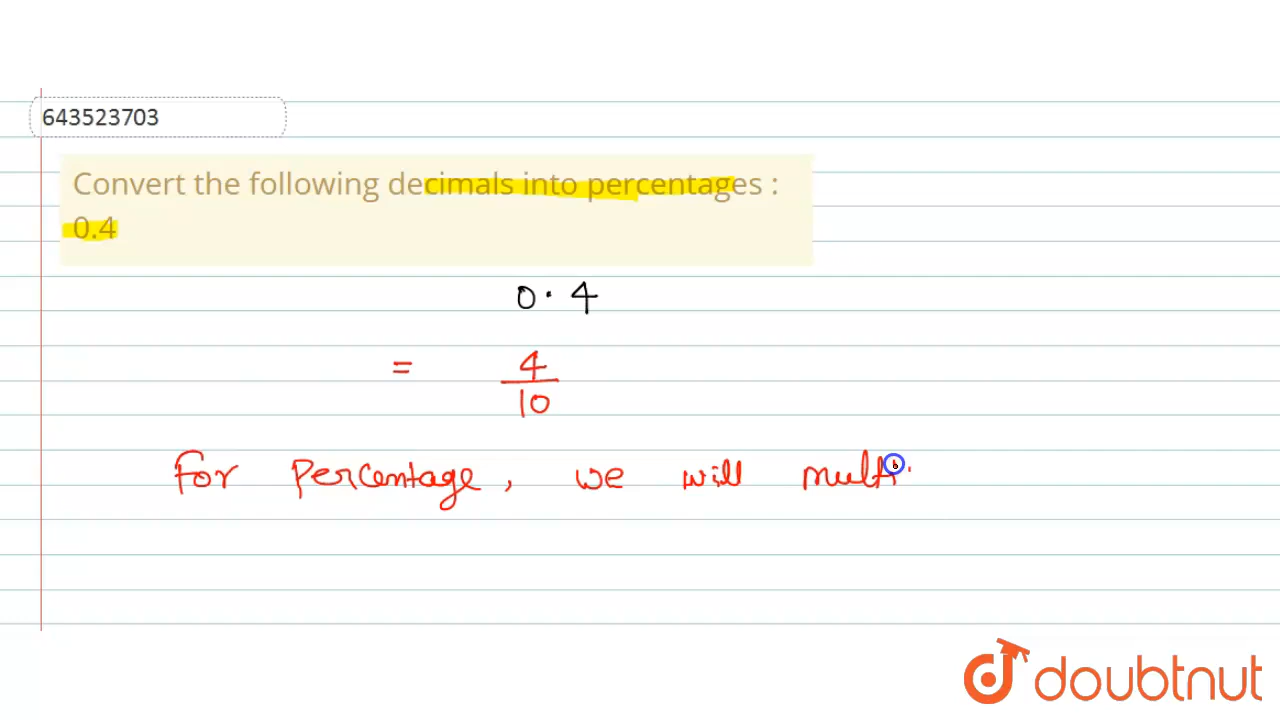 643523703
Convert the following decimals into percentages :
0.4
0.4
= 4
10
For Percentage, we will multi
doubtnut